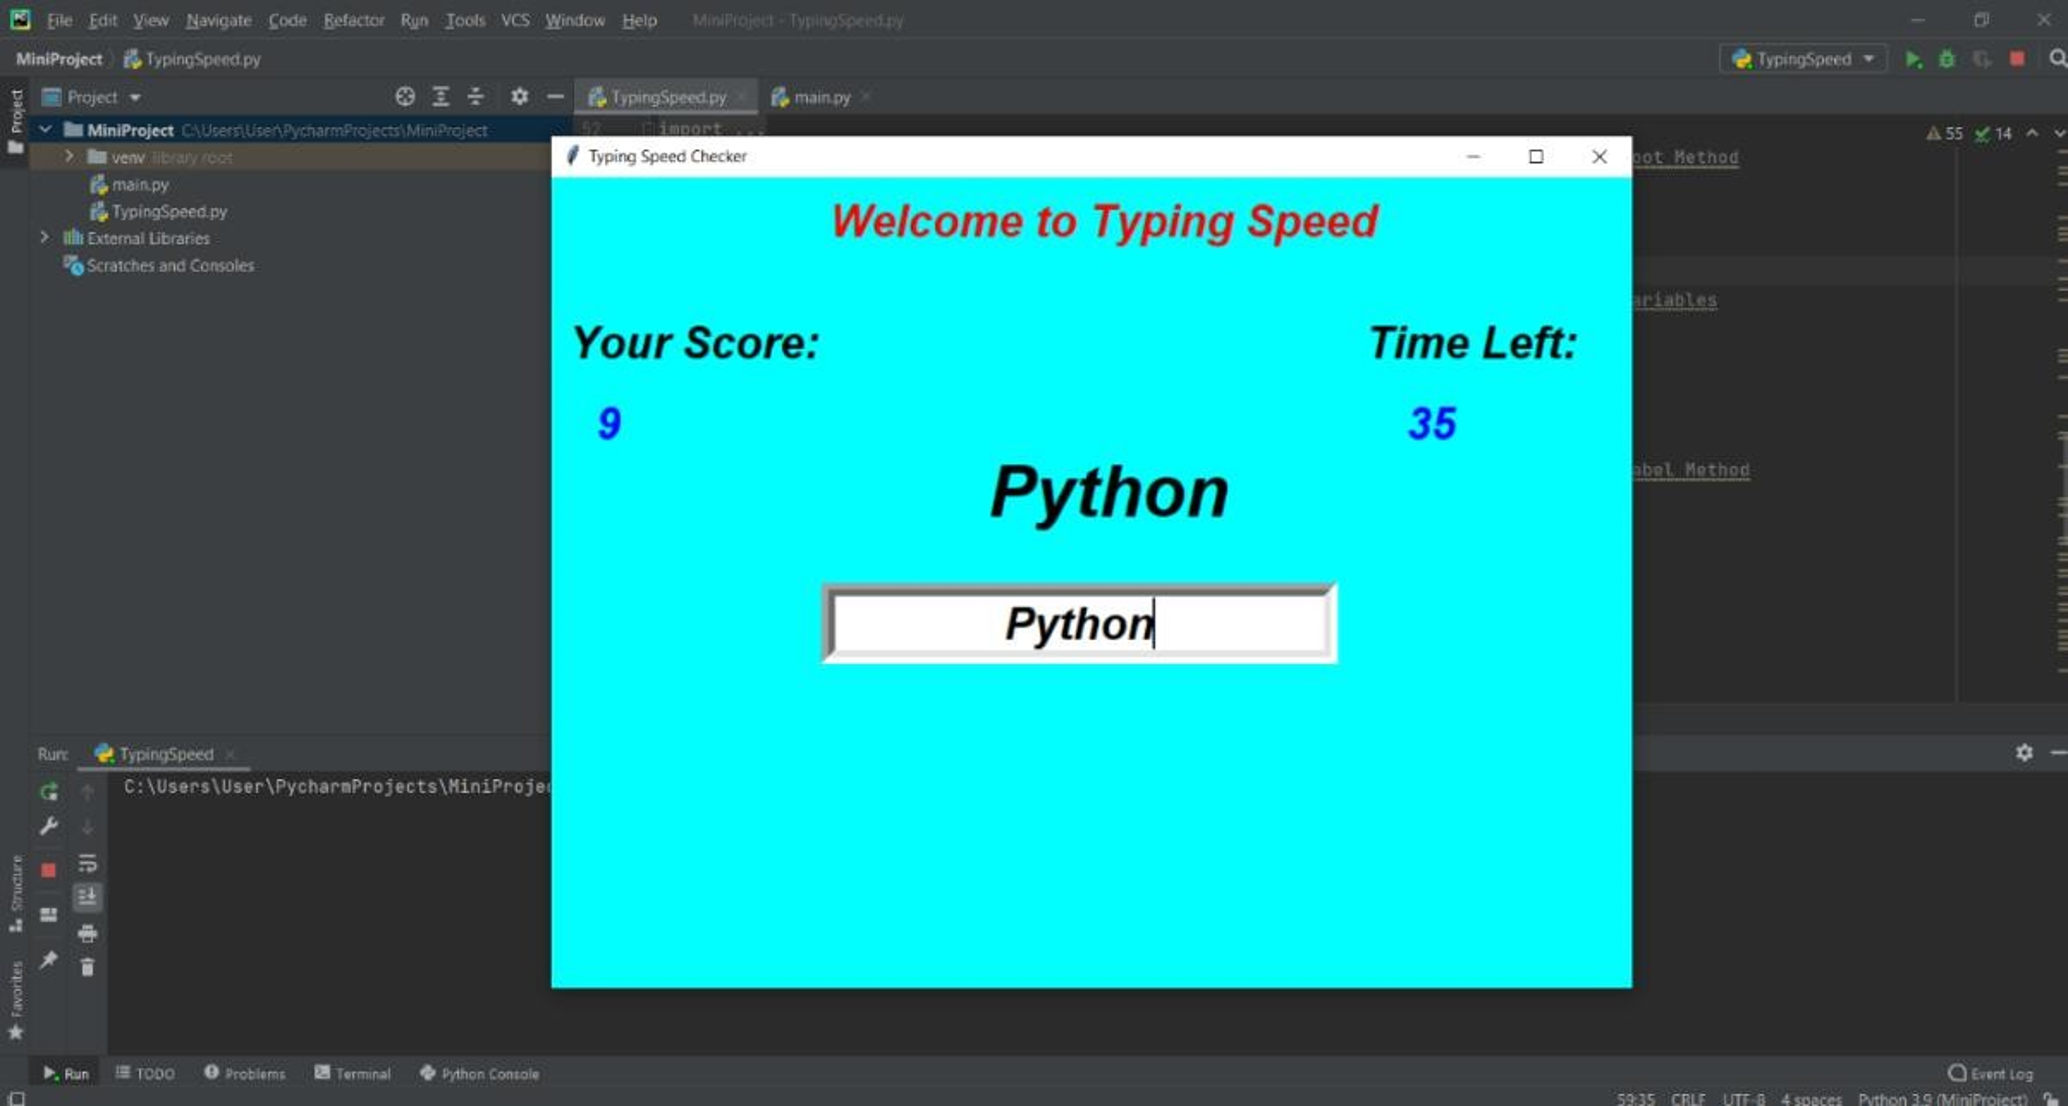 File Edit View Navigate Code Refactor Run Tools VCS Window Help MiniProject - TypingSpeed.py
MiniProject TypingSpeed.py TypingSpeed
Project
Project TypingSpeed.py main.py
MiniProject C:\Users\User\PycharmProjects\MiniProject 52 import ...
55 14
venv library root
oot Method
main.py
TypingSpeed.py
External Libraries
Scratches and Consoles
ariables
abel Method
Typing Speed Checker
Welcome to Typing Speed
Your Score: Time Left:
9 35
Python
Python
Run: TypingSpeed
C:\Users\User\PycharmProjects\MiniProjec
Structure
Favorites
Run TODO Problems Terminal Python Console Event Log
59:35 CRLF UTF-8 4 spaces Python 3.9 (MiniProject)